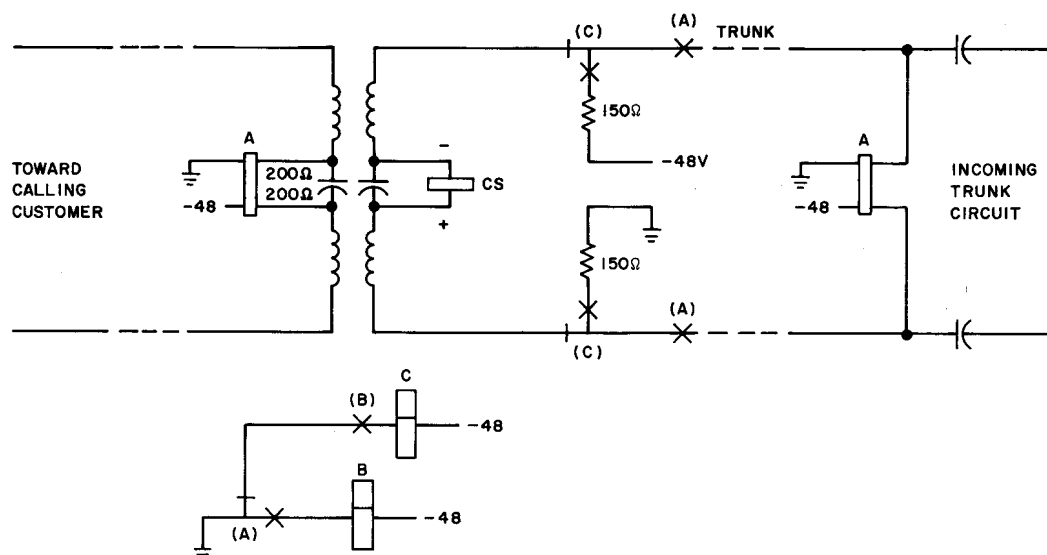 (C)
(A)
TRUNK
150Ω
-48V
A
200Ω
200Ω
-48
-
CS
+
TOWARD
CALLING
CUSTOMER
A
-48
INCOMING
TRUNK
CIRCUIT
150Ω
(A)
(C)
C
(B)
-48
B
(A)
-48